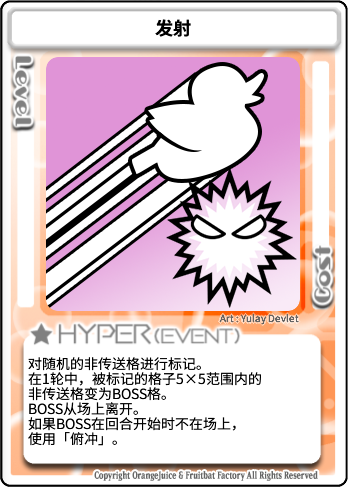 发射
Level
Cost
Art : Yulay Devlet
HYPER (EVENT)
对随机的非传送格进行标记。
在1轮中，被标记的格子5×5范围内的
非传送格变为BOSS格。
BOSS从场上离开。
如果BOSS在回合开始时不在场上，
使用「俯冲」。
Copyright OrangeJuice & Fruitbat Factory All Rights Reserved